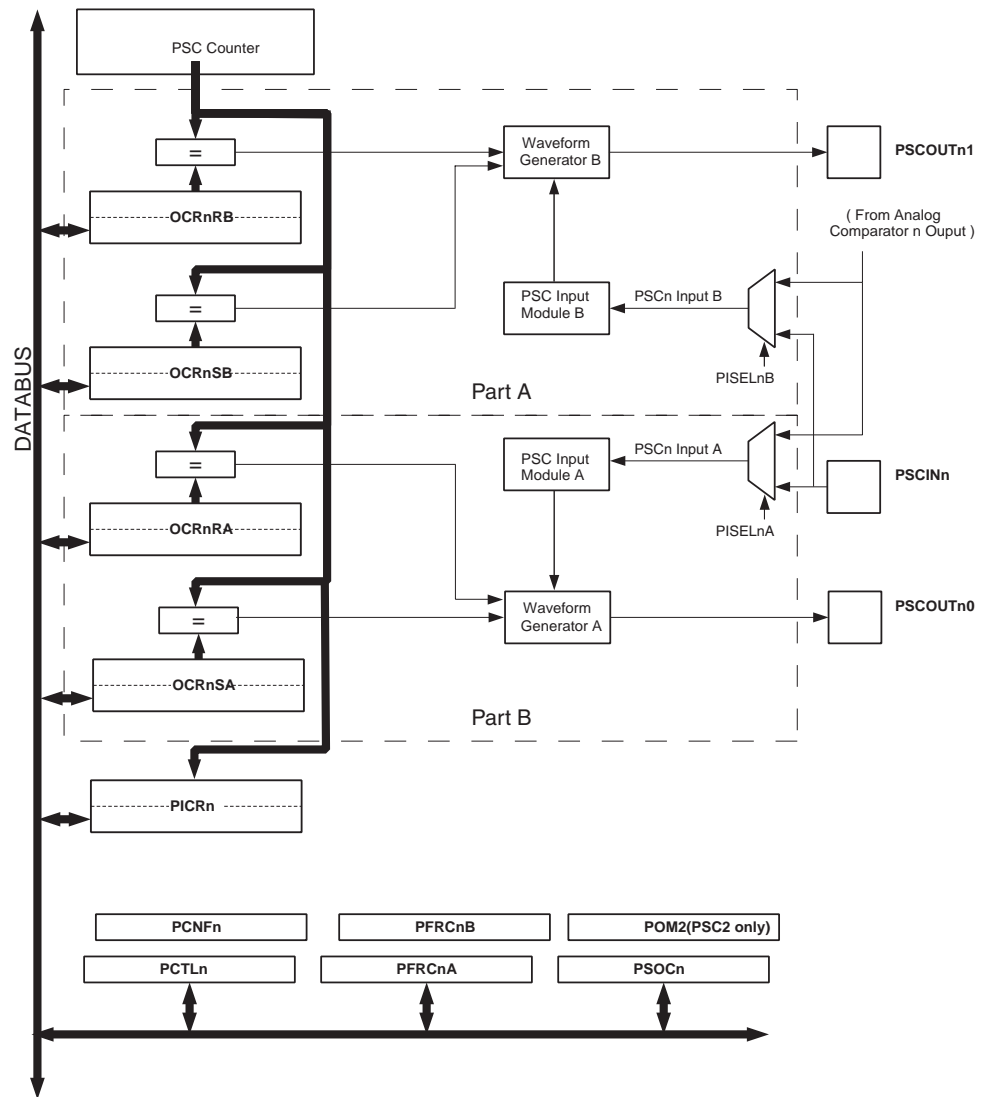 PSC Counter
=
Waveform
Generator B
PSCOUTn1
OCRnRB
( From Analog
Comparator n Ouput )
=
PSC Input
Module B
PSCn Input B
OCRnSB
PISELnB
DATABUS
Part A
=
PSC Input
Module A
PSCn Input A
PSCINn
OCRnRA
PISELnA
=
Waveform
Generator A
PSCOUTn0
OCRnSA
Part B
PICRn
PCNFn
PFRCnB
POM2(PSC2 only)
PCTLn
PFRCnA
PSOCn